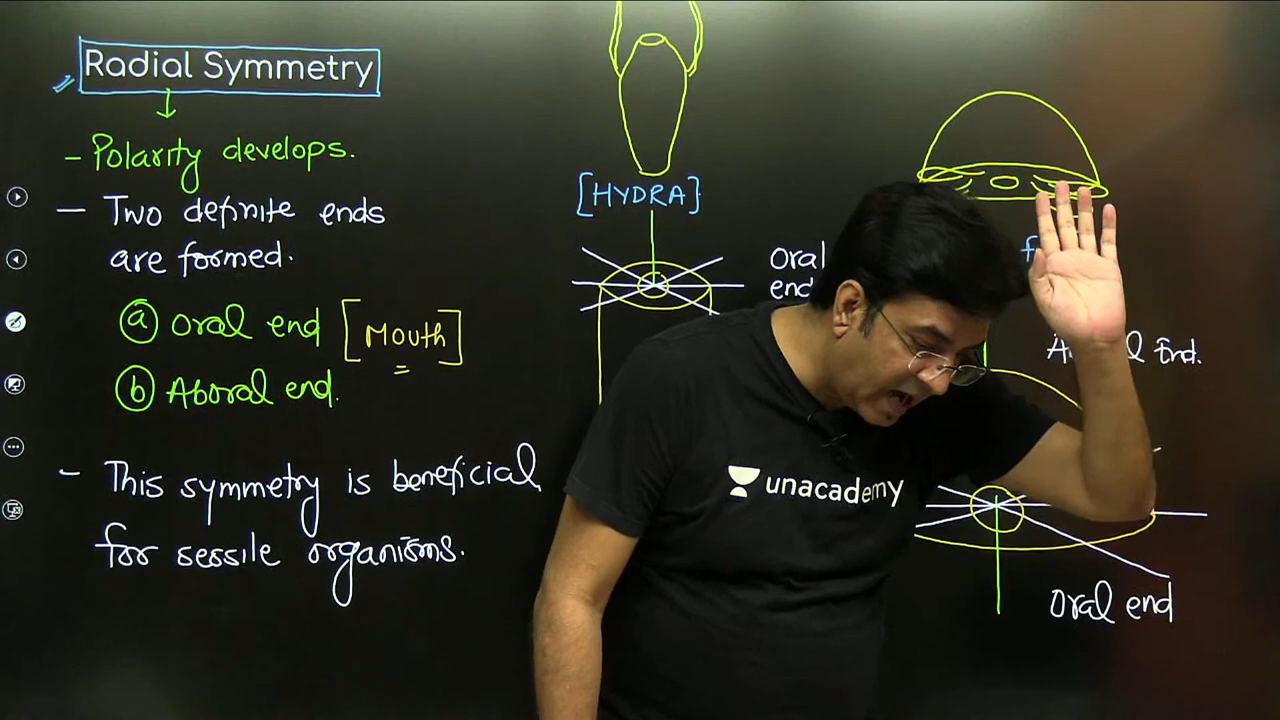 Radial Symmetry
- Polarity develops.
- Two definite ends
are formed.
a Oral end [Mouth]
b Aboral end.
- This symmetry is beneficial
for sessile organisms.
[HYDRA]
Oral
end
End.
Oral end
unacademy